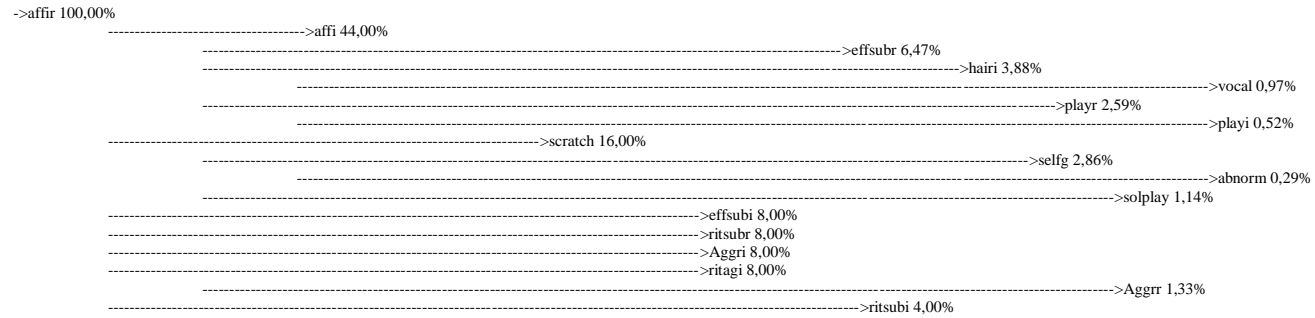 ->affir 100,00%
->affi 44,00%
->effsubr 6,47%
->hairi 3,88%
->vocal 0,97%
->playr 2,59%
->playi 0,52%
->scratch 16,00%
->selfg 2,86%
->abnorm 0,29%
->solplay 1,14%
->effsubi 8,00%
->ritsubr 8,00%
->Aggri 8,00%
->ritagi 8,00%
->Aggrr 1,33%
->ritsubi 4,00%